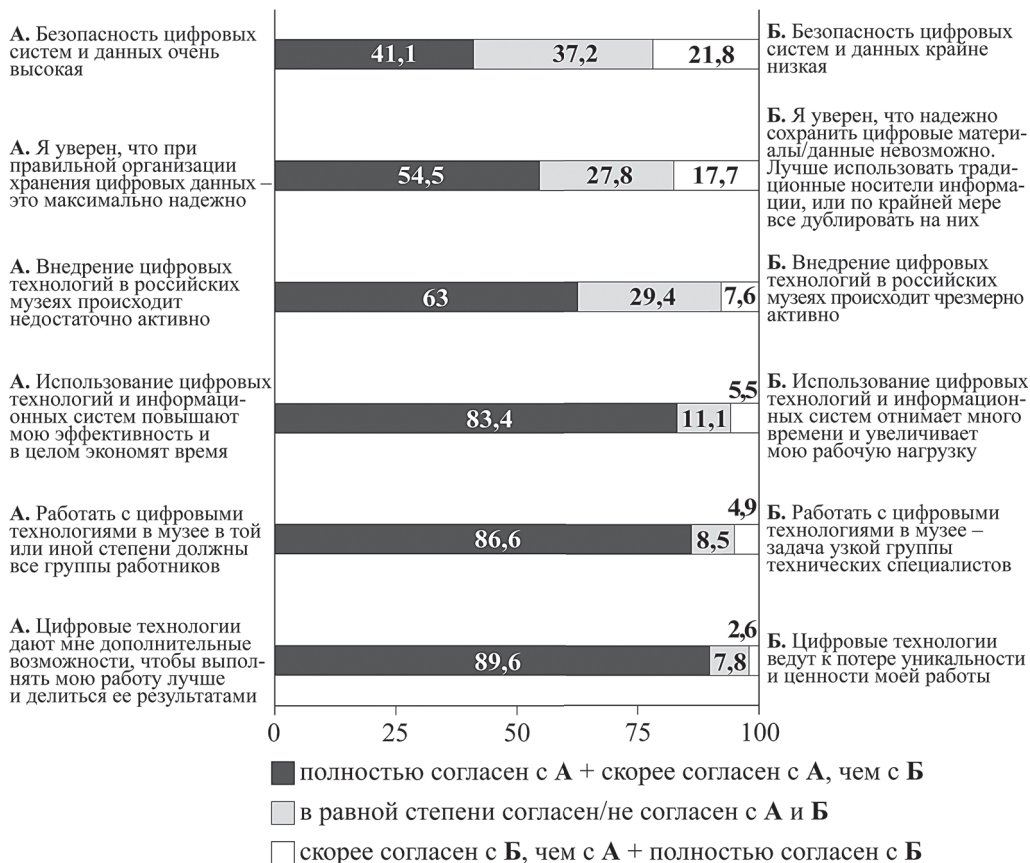 А. Безопасность цифровых
систем и данных очень
высокая
41,1
37,2
21,8
Б. Безопасность цифровых
систем и данных крайне
низкая
А. Я уверен, что при
правильной организации
хранения цифровых данных –
это максимально надежно
54,5
27,8
17,7
Б. Я уверен, что надежно
сохранить цифровые матери-
алы/данные невозможно.
Лучше использовать тради-
ционные носители информа-
ции, или по крайней мере
все дублировать на них
А. Внедрение цифровых
технологий в российских
музеях происходит
недостаточно активно
63
29,4
7,6
Б. Внедрение цифровых
технологий в российских
музеях происходит чрезмерно
активно
А. Использование цифровых
технологий и информаци-
онных систем повышают
мою эффективность и
в целом экономят время
83,4
11,1
5,5
Б. Использование цифровых
технологий и информацион-
ных систем отнимает много
времени и увеличивает
мою рабочую нагрузку
А. Работать с цифровыми
технологиями в музее в той
или иной степени должны
все группы работников
86,6
8,5
4,9
Б. Работать с цифровыми
технологиями в музее –
задача узкой группы
технических специалистов
А. Цифровые технологии
дают мне дополнительные
возможности, чтобы выпол-
нять мою работу лучше
и делиться ее результатами
89,6
7,8
2,6
Б. Цифровые технологии
ведут к потере уникальности
и ценности моей работы
0 25 50 75 100
полностью согласен с А + скорее согласен с А, чем с Б
в равной степени согласен/не согласен с А и Б
скорее согласен с Б, чем с А + полностью согласен с Б